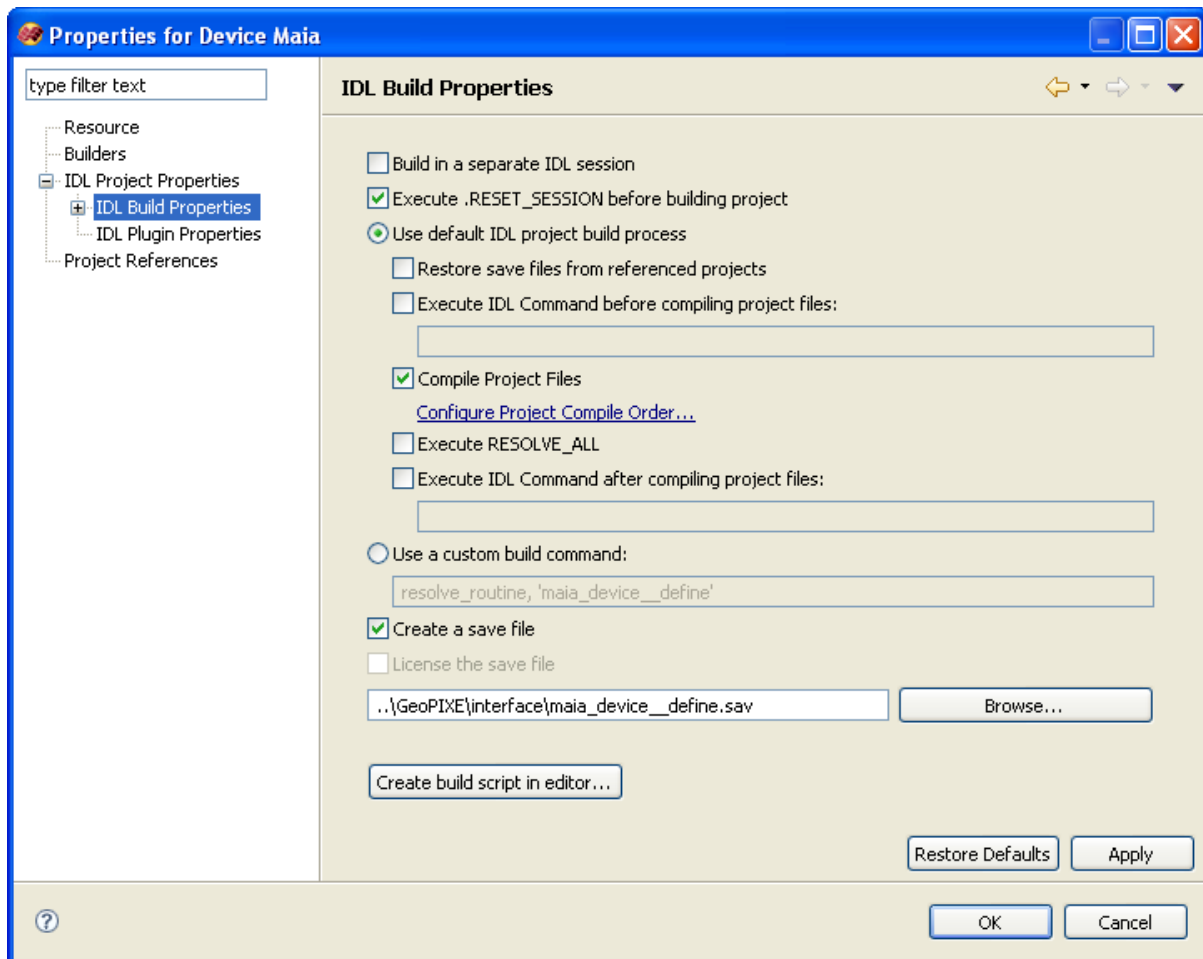 Properties for Device Maia
type filter text
IDL Build Properties
Resource
Builders
IDL Project Properties
IDL Build Properties
IDL Plugin Properties
Project References
Build in a separate IDL session
Execute .RESET_SESSION before building project
Use default IDL project build process
Restore save files from referenced projects
Execute IDL Command before compiling project files:
Compile Project Files
Configure Project Compile Order...
Execute RESOLVE_ALL
Execute IDL Command after compiling project files:
Use a custom build command:
resolve_routine, 'maia_device__define'
Create a save file
License the save file
..\GeoPIXE\interface\maia_device__define.sav
Browse...
Create build script in editor...
Restore Defaults
Apply
?
OK
Cancel